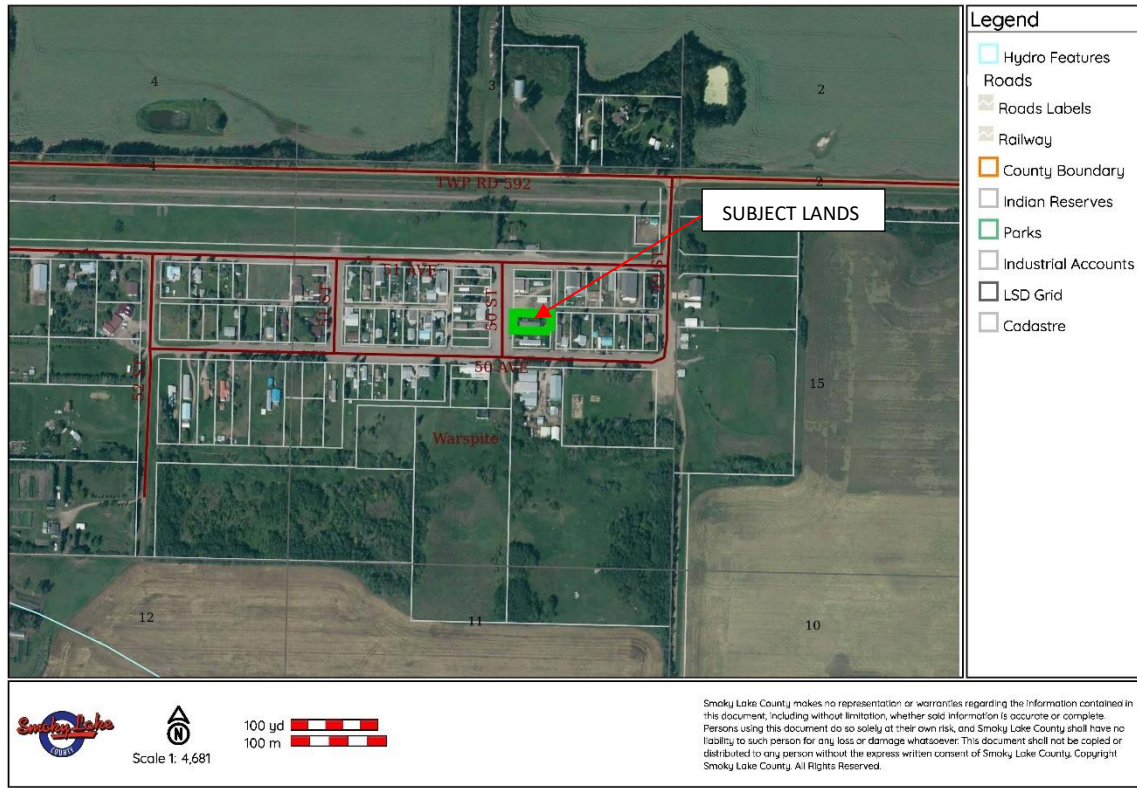 4
3
2
4
TWP RD 592
2
4
SUBJECT LANDS
51 AVE
51 ST
50 ST
50 AVE
52 ST
15
Warspite
12
11
10
Legend
Hydro Features
Roads
Roads Labels
Railway
County Boundary
Indian Reserves
Parks
Industrial Accounts
LSD Grid
Cadastre
Smoky Lake
COUNTY
N
Scale 1: 4,681
100 yd
100 m
Smoky Lake County makes no representation or warranties regarding the information contained in
this document, including without limitation, whether said information is accurate or complete.
Persons using this document do so solely at their own risk, and Smoky Lake County shall have no
liability to such person for any loss or damage whatsoever. This document shall not be copied or
distributed to any person without the express written consent of Smoky Lake County. Copyright
Smoky Lake County. All Rights Reserved.